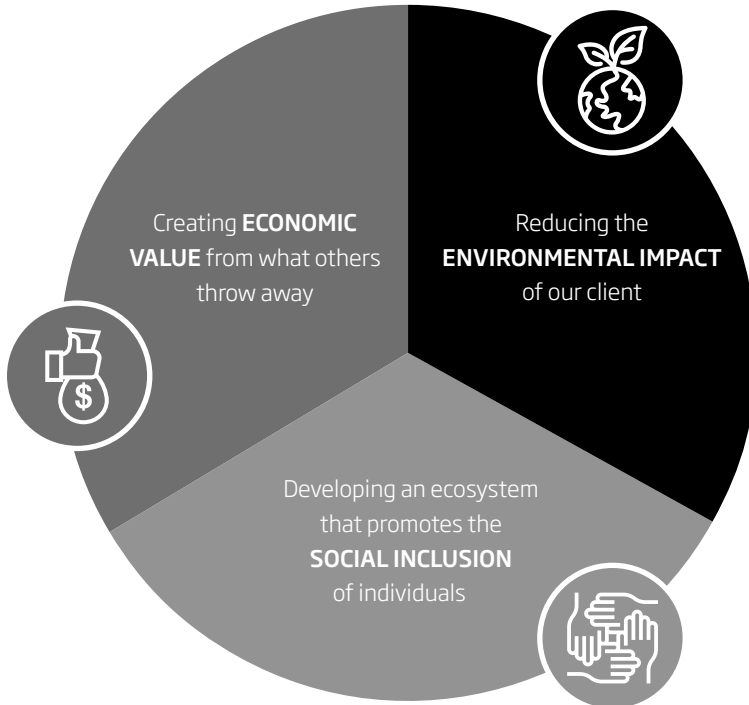 Creating ECONOMIC
VALUE from what others
throw away
Reducing the
ENVIRONMENTAL IMPACT
of our client
$
Developing an ecosystem
that promotes the
SOCIAL INCLUSION
of individuals